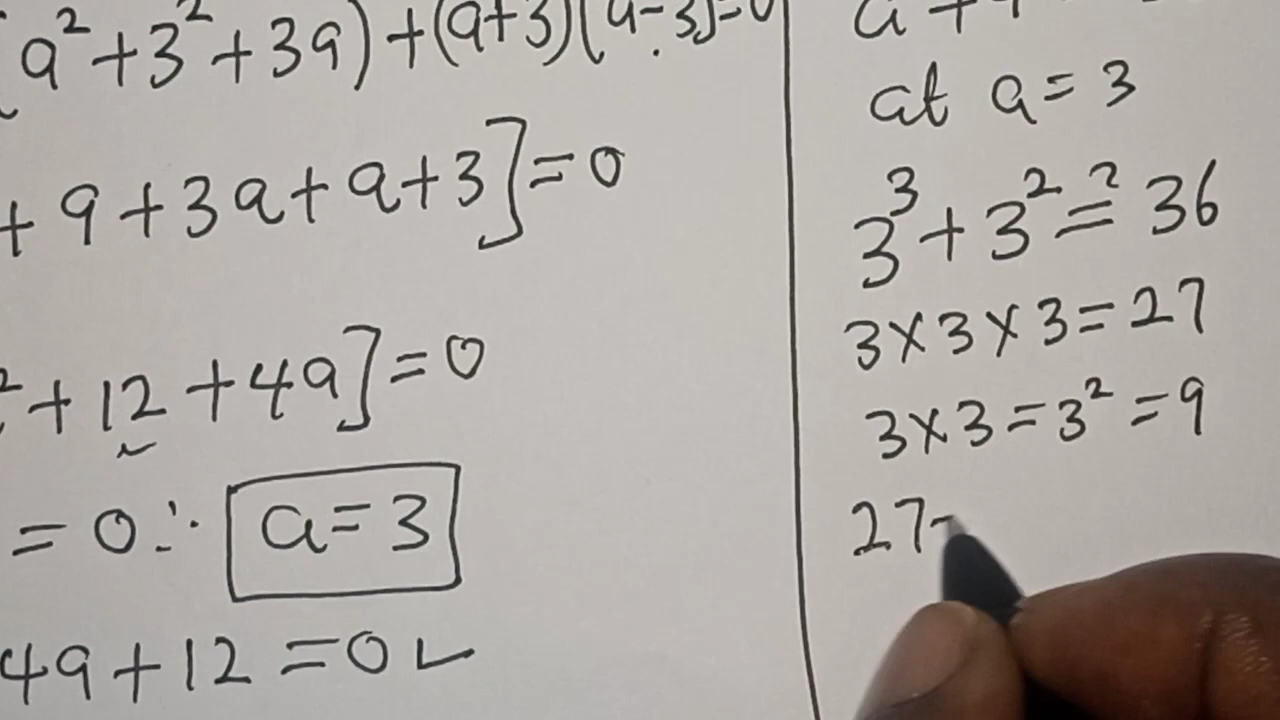 a² + 3² + 3a) + (a+3)(a-3)=0
+ 9 + 3a + a + 3] = 0
² + 12 + 4a] = 0
= 0 ∴ a = 3
4a + 12 = 0 ✓
a +
at a = 3
3³ + 3² ≟ 36
3 × 3 × 3 = 27
3 × 3 = 3² = 9
27